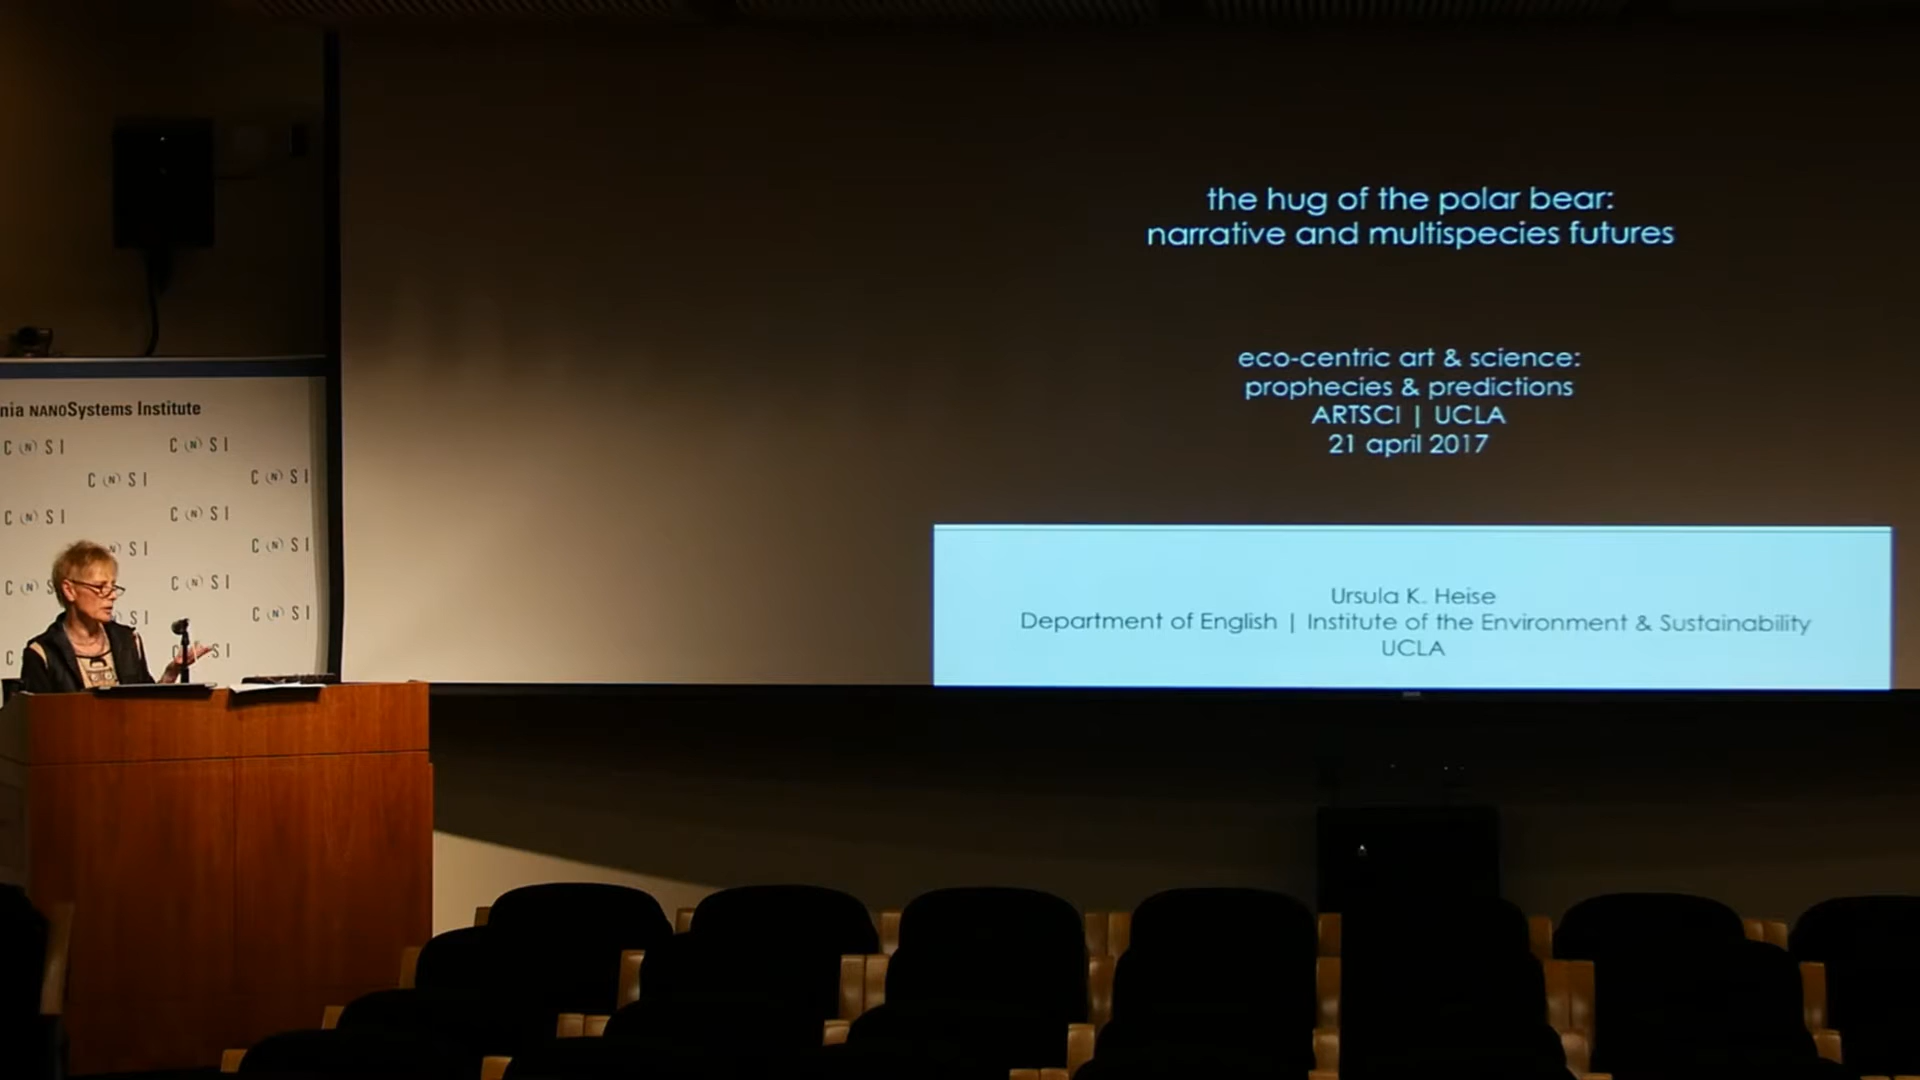 the hug of the polar bear:
narrative and multispecies futures
eco-centric art & science:
prophecies & predictions
ARTSCI | UCLA
21 april 2017
Ursula K. Heise
Department of English | Institute of the Environment & Sustainability
UCLA
nia NANOSystems Institute
C N S I
C N S I
C N S I
C N S I
C N S I
C N S I
N S I
C N S I
C N S
C N S I
S I
C N S I
C
C S I